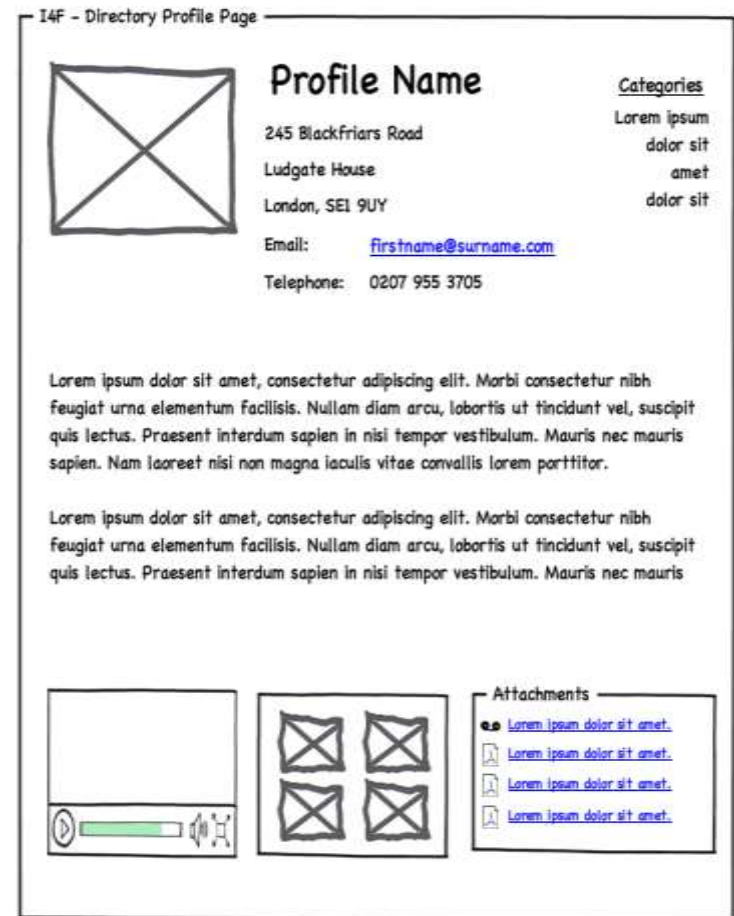 I4F - Directory Profile Page
Profile Name
245 Blackfriars Road
Ludgate House
London, SE1 9UY
Email: firstname@surname.com
Telephone: 0207 955 3705
Categories
Lorem ipsum
dolor sit
amet
dolor sit
Lorem ipsum dolor sit amet, consectetur adipiscing elit. Morbi consectetur nibh
feugiat urna elementum facilisis. Nullam diam arcu, lobortis ut tincidunt vel, suscipit
quis lectus. Praesent interdum sapien in nisi tempor vestibulum. Mauris nec mauris
sapien. Nam laoreet nisi non magna iaculis vitae convallis lorem porttitor.
Lorem ipsum dolor sit amet, consectetur adipiscing elit. Morbi consectetur nibh
feugiat urna elementum facilisis. Nullam diam arcu, lobortis ut tincidunt vel, suscipit
quis lectus. Praesent interdum sapien in nisi tempor vestibulum. Mauris nec mauris
Attachments
Lorem ipsum dolor sit amet.
Lorem ipsum dolor sit amet.
Lorem ipsum dolor sit amet.
Lorem ipsum dolor sit amet.